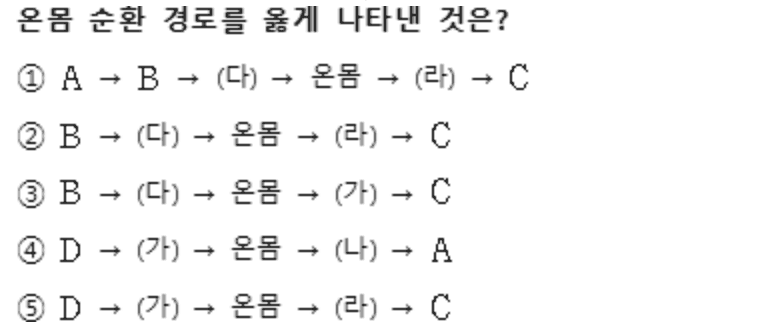 온몸 순환 경로를 옳게 나타낸 것은?
① A → B → (다) → 온몸 → (라) → C
② B → (다) → 온몸 → (라) → C
③ B → (다) → 온몸 → (가) → C
④ D → (가) → 온몸 → (나) → A
⑤ D → (가) → 온몸 → (라) → C